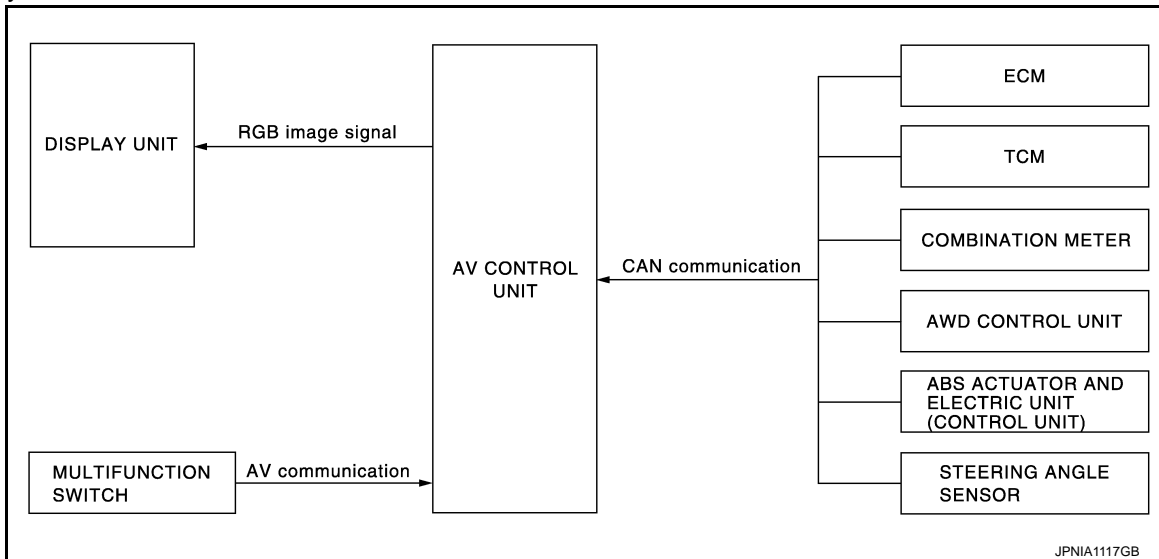 DISPLAY UNIT
RGB image signal
AV CONTROL
UNIT
MULTIFUNCTION
SWITCH
AV communication
CAN communication
ECM
TCM
COMBINATION METER
AWD CONTROL UNIT
ABS ACTUATOR AND
ELECTRIC UNIT
(CONTROL UNIT)
STEERING ANGLE
SENSOR
JPNIA1117GB